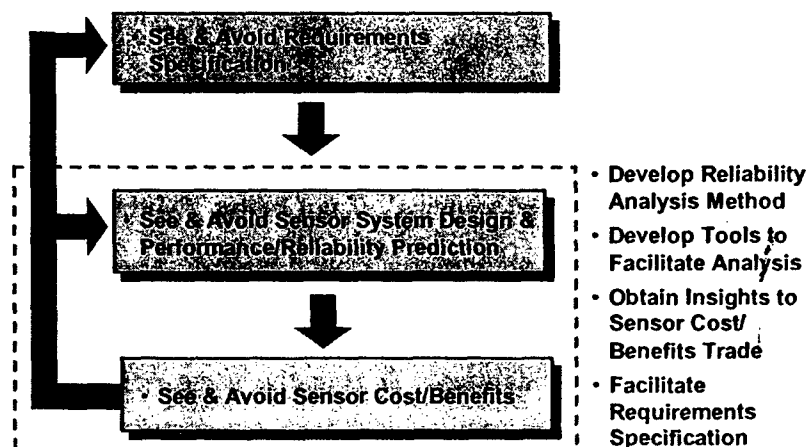 • See & Avoid Requirements
Specification
• See & Avoid Sensor System Design &
Performance/Reliability Prediction
• See & Avoid Sensor Cost/Benefits
• Develop Reliability
Analysis Method
• Develop Tools to
Facilitate Analysis
• Obtain Insights to
Sensor Cost/
Benefits Trade
• Facilitate
Requirements
Specification